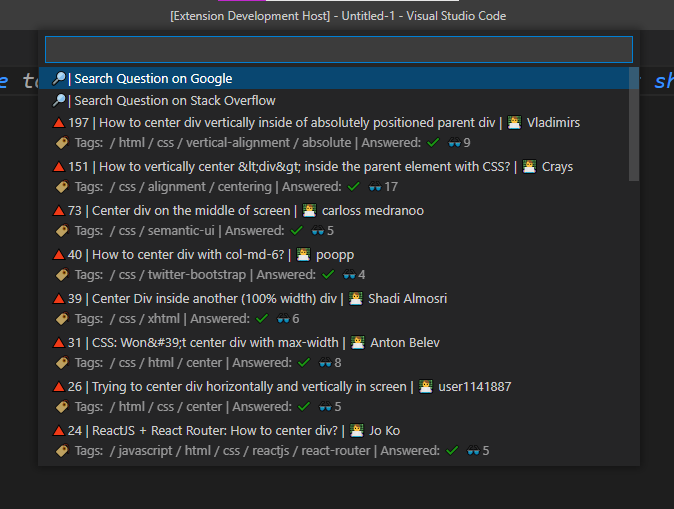 [Extension Development Host] - Untitled-1 - Visual Studio Code
| Search Question on Google
| Search Question on Stack Overflow
197 | How to center div vertically inside of absolutely positioned parent div | Vladimirs
Tags: / html / css / vertical-alignment / absolute | Answered: ✓ 9
151 | How to vertically center &lt;div&gt; inside the parent element with CSS? | Crays
Tags: / css / alignment / centering | Answered: ✓ 17
73 | Center div on the middle of screen | carloss medranoo
Tags: / css / semantic-ui | Answered: ✓ 5
40 | How to center div with col-md-6? | poopp
Tags: / css / twitter-bootstrap | Answered: ✓ 4
39 | Center Div inside another (100% width) div | Shadi Almosri
Tags: / css / xhtml | Answered: ✓ 6
31 | CSS: Won&#39;t center div with max-width | Anton Belev
Tags: / css / html / center | Answered: ✓ 8
26 | Trying to center div horizontally and vertically in screen | user1141887
Tags: / html / css / center | Answered: ✓ 5
24 | ReactJS + React Router: How to center div? | Jo Ko
Tags: / javascript / html / css / reactjs / react-router | Answered: ✓ 5